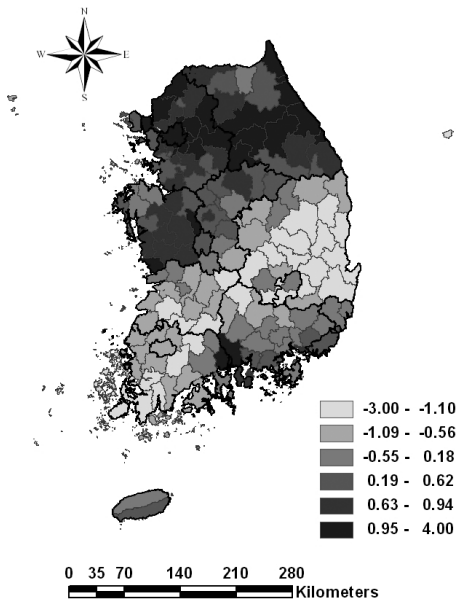 N
W E
S
-3.00 - -1.10
-1.09 - -0.56
-0.55 - 0.18
0.19 - 0.62
0.63 - 0.94
0.95 - 4.00
0 35 70 140 210 280
Kilometers